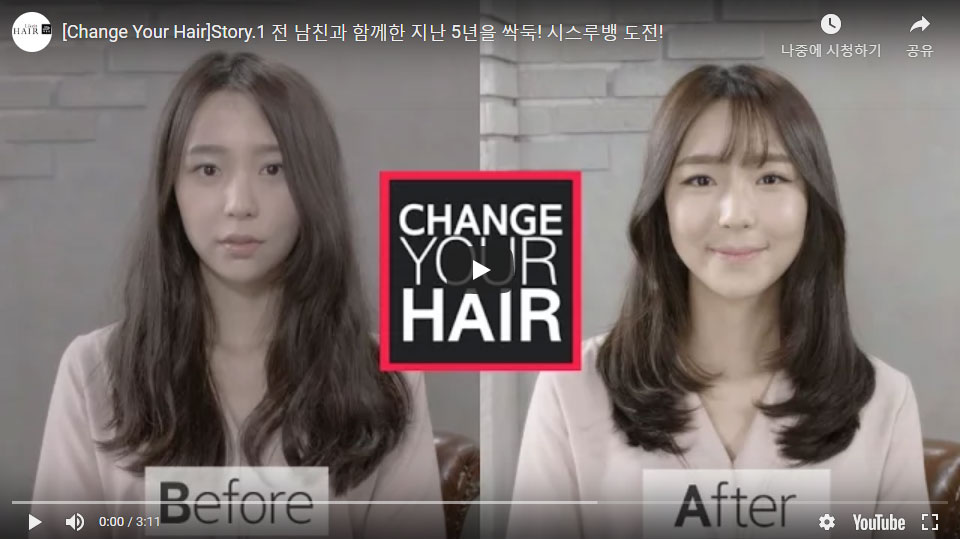 HAIR
[Change Your Hair]Story.1 전 남친과 함께한 지난 5년을 싹둑! 시스루뱅 도전!
나중에 시청하기
공유
CHANGE
YOUR
HAIR
Before
After
0:00 / 3:11
YouTube